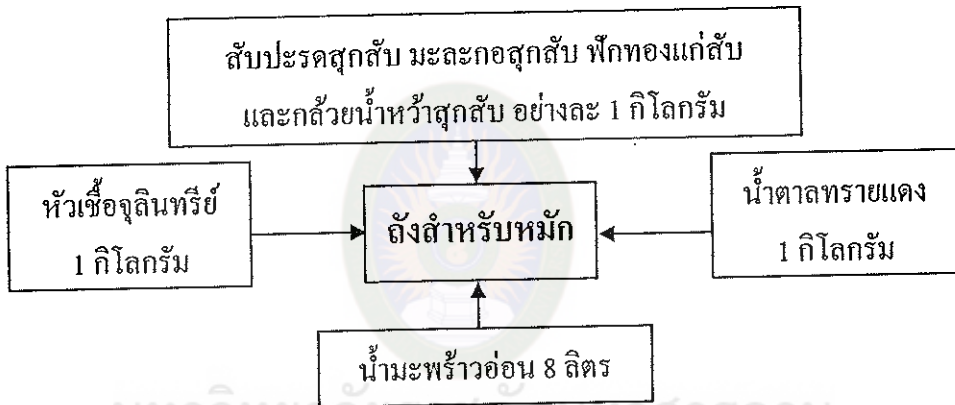 สับปะรดสุกสับ มะละกอสุกสับ ฟักทองแก่สับ
และกล้วยน้ำหว้าสุกสับ อย่างละ 1 กิโลกรัม
หัวเชื้อจุลินทรีย์
1 กิโลกรัม
ถังสำหรับหมัก
น้ำตาลทรายแดง
1 กิโลกรัม
น้ำมะพร้าวอ่อน 8 ลิตร